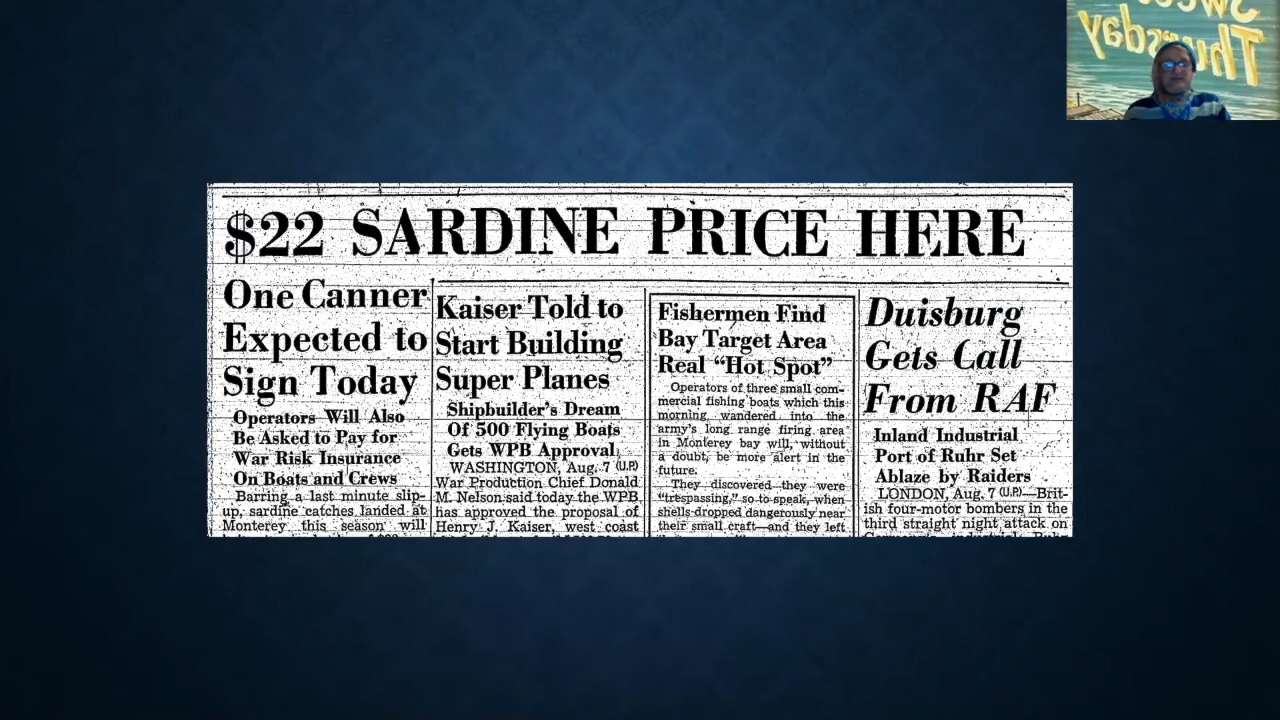 Sweet
Thursday
$22 SARDINE PRICE HERE
One Canner
Expected to
Sign Today
Operators Will Also
Be Asked to Pay for
War Risk Insurance
On Boats and Crews
Barring a last minute slip-
up, sardine catches landed at
Monterey this season will
Kaiser Told to
Start Building
Super Planes
Shipbuilder's Dream
Of 500 Flying Boats
Gets WPB Approval
WASHINGTON, Aug. 7 (U.P.)
War Production Chief Donald
M. Nelson said today the WPB
has approved the proposal of
Henry J. Kaiser, west coast
Fishermen Find
Bay Target Area
Real "Hot Spot"
Operators of three small com-
mercial fishing boats which this
morning wandered into the
army's long range firing area
in Monterey bay will, without
a doubt, be more alert in the
future.
They discovered they were
"trespassing," so to speak, when
shells dropped dangerously near
their small craft—and they left
Duisburg
Gets Call
From RAF
Inland Industrial
Port of Ruhr Set
Ablaze by Raiders
LONDON, Aug. 7 (U.P.)—Brit-
ish four-motor bombers in the
third straight night attack on